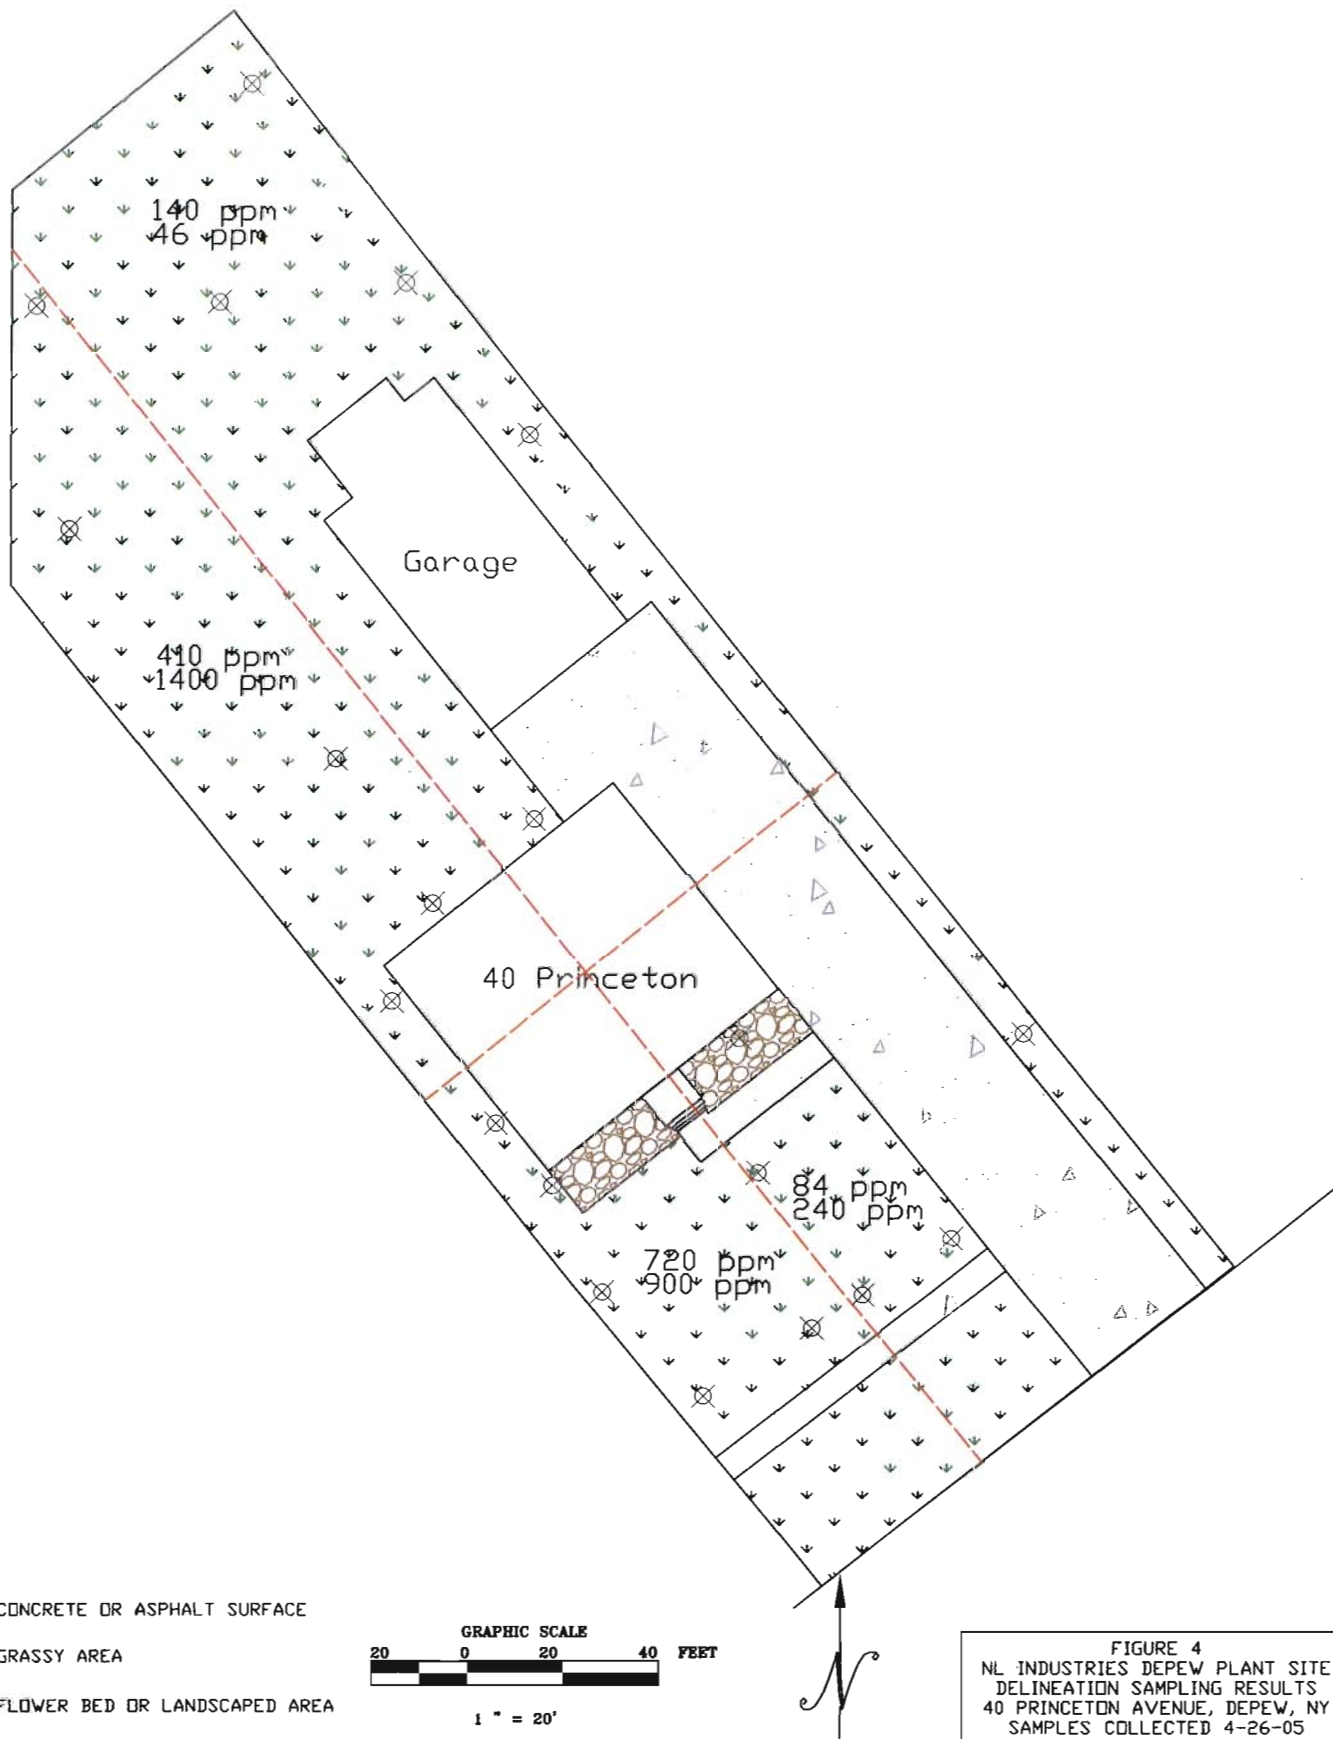 140 ppm
46 ppm
Garage
410 ppm
1400 ppm
40 Princeton
84 ppm
240 ppm
720 ppm
900 ppm
CONCRETE OR ASPHALT SURFACE
GRASSY AREA
FLOWER BED OR LANDSCAPED AREA
GRAPHIC SCALE
20 0 20 40 FEET
1 " = 20'
N
FIGURE 4
NL INDUSTRIES DEPEW PLANT SITE
DELINEATION SAMPLING RESULTS
40 PRINCETON AVENUE, DEPEW, NY
SAMPLES COLLECTED 4-26-05